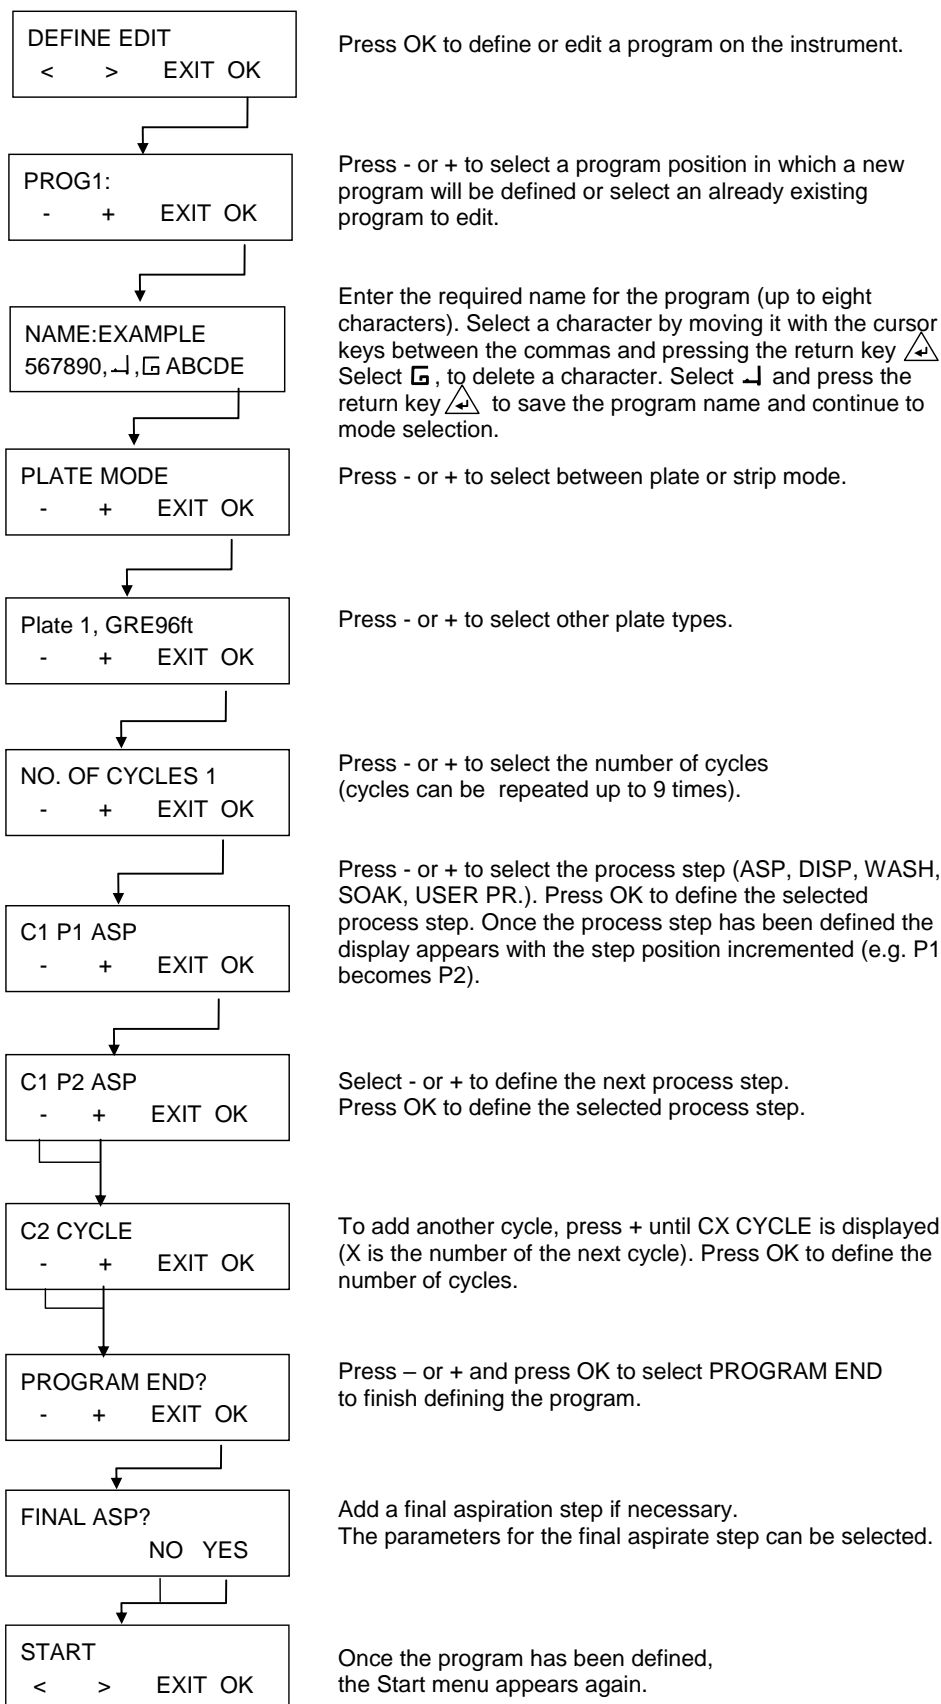 DEFINE EDIT
< > EXIT OK
Press OK to define or edit a program on the instrument.
PROG1:
- + EXIT OK
Press - or + to select a program position in which a new
program will be defined or select an already existing
program to edit.
NAME:EXAMPLE
567890, ,  ABCDE
Enter the required name for the program (up to eight
characters). Select a character by moving it with the cursor
keys between the commas and pressing the return key
Select , to delete a character. Select and press the
return key to save the program name and continue to
mode selection.
PLATE MODE
- + EXIT OK
Press - or + to select between plate or strip mode.
Plate 1, GRE96ft
- + EXIT OK
Press - or + to select other plate types.
NO. OF CYCLES 1
- + EXIT OK
Press - or + to select the number of cycles
(cycles can be repeated up to 9 times).
C1 P1 ASP
- + EXIT OK
Press - or + to select the process step (ASP, DISP, WASH,
SOAK, USER PR.). Press OK to define the selected
process step. Once the process step has been defined the
display appears with the step position incremented (e.g. P1
becomes P2).
C1 P2 ASP
- + EXIT OK
Select - or + to define the next process step.
Press OK to define the selected process step.
C2 CYCLE
- + EXIT OK
To add another cycle, press + until CX CYCLE is displayed
(X is the number of the next cycle). Press OK to define the
number of cycles.
PROGRAM END?
- + EXIT OK
Press – or + and press OK to select PROGRAM END
to finish defining the program.
FINAL ASP?
NO YES
Add a final aspiration step if necessary.
The parameters for the final aspirate step can be selected.
START
< > EXIT OK
Once the program has been defined,
the Start menu appears again.